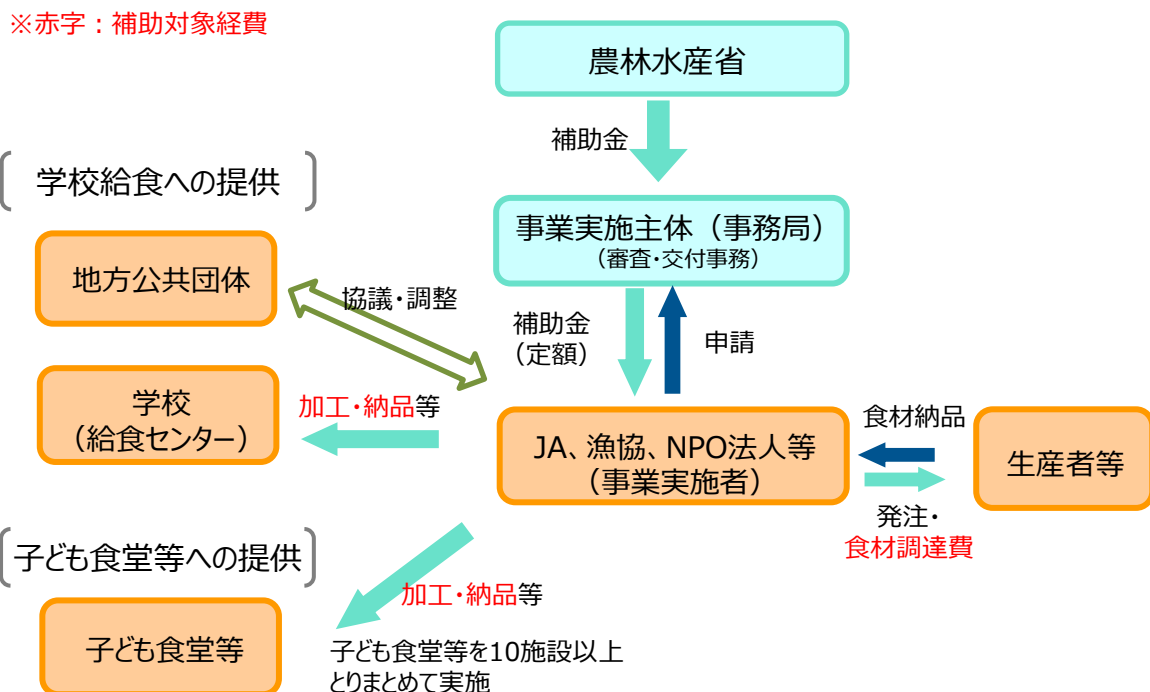 ※赤字：補助対象経費
農林水産省
補助金
学校給食への提供
事業実施主体（事務局）
（審査・交付事務）
地方公共団体
協議・調整
補助金
（定額）
申請
学校
（給食センター）
加工・納品等
JA、漁協、NPO法人等
（事業実施者）
食材納品
生産者等
発注・
食材調達費
子ども食堂等への提供
加工・納品等
子ども食堂等
子ども食堂等を10施設以上
とりまとめて実施